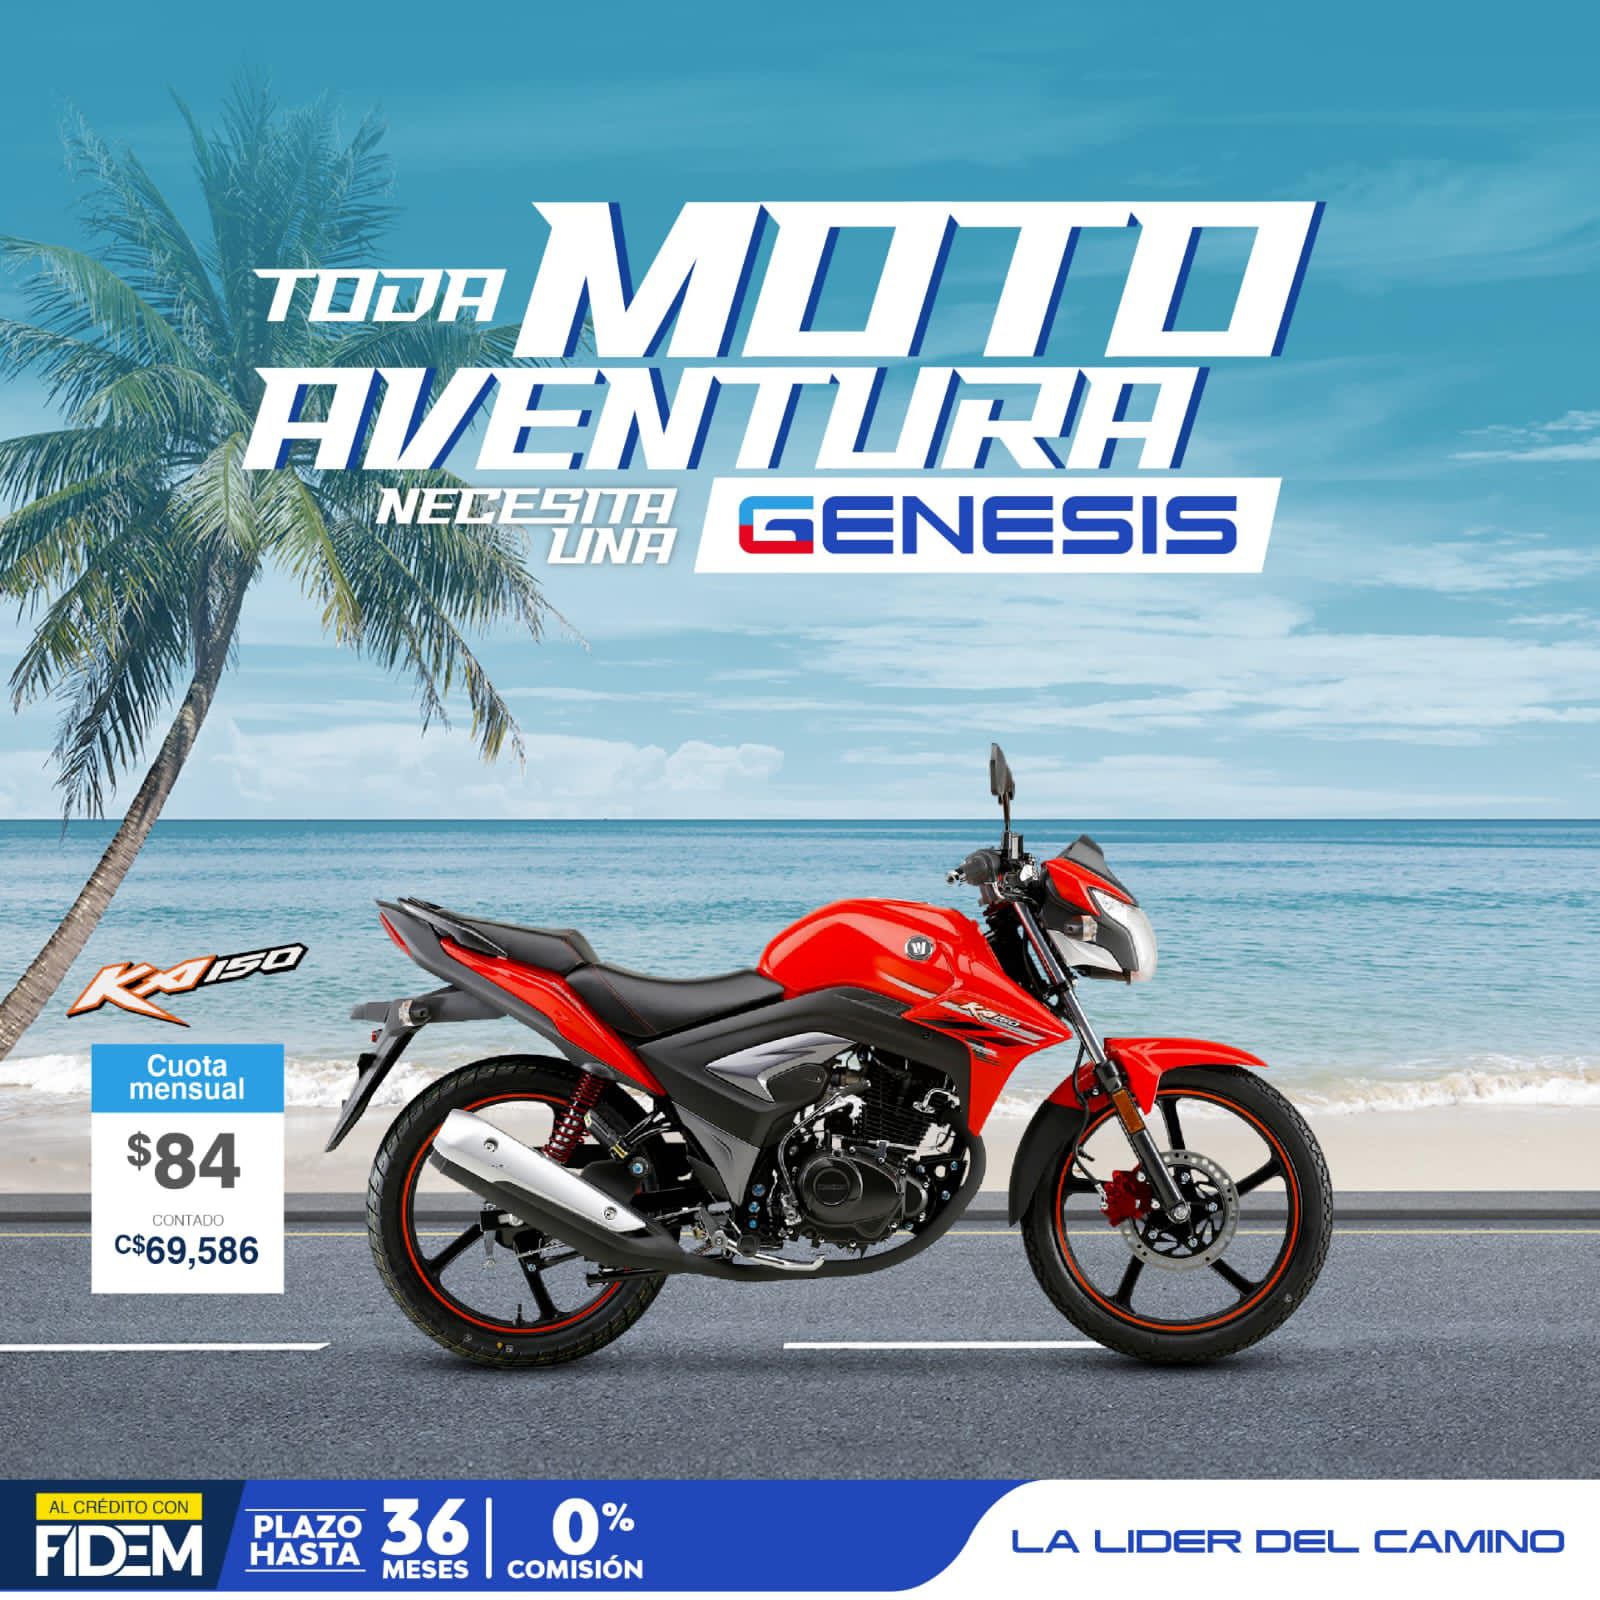 TODA MOTO
AVENTURA
NECESITA
UNA
GENESIS
KA150
Cuota
mensual
$84
CONTADO
C$69,586
KA150
AL CRÉDITO CON
FIDEM
PLAZO
HASTA
36
MESES
0%
COMISIÓN
LA LIDER DEL CAMINO